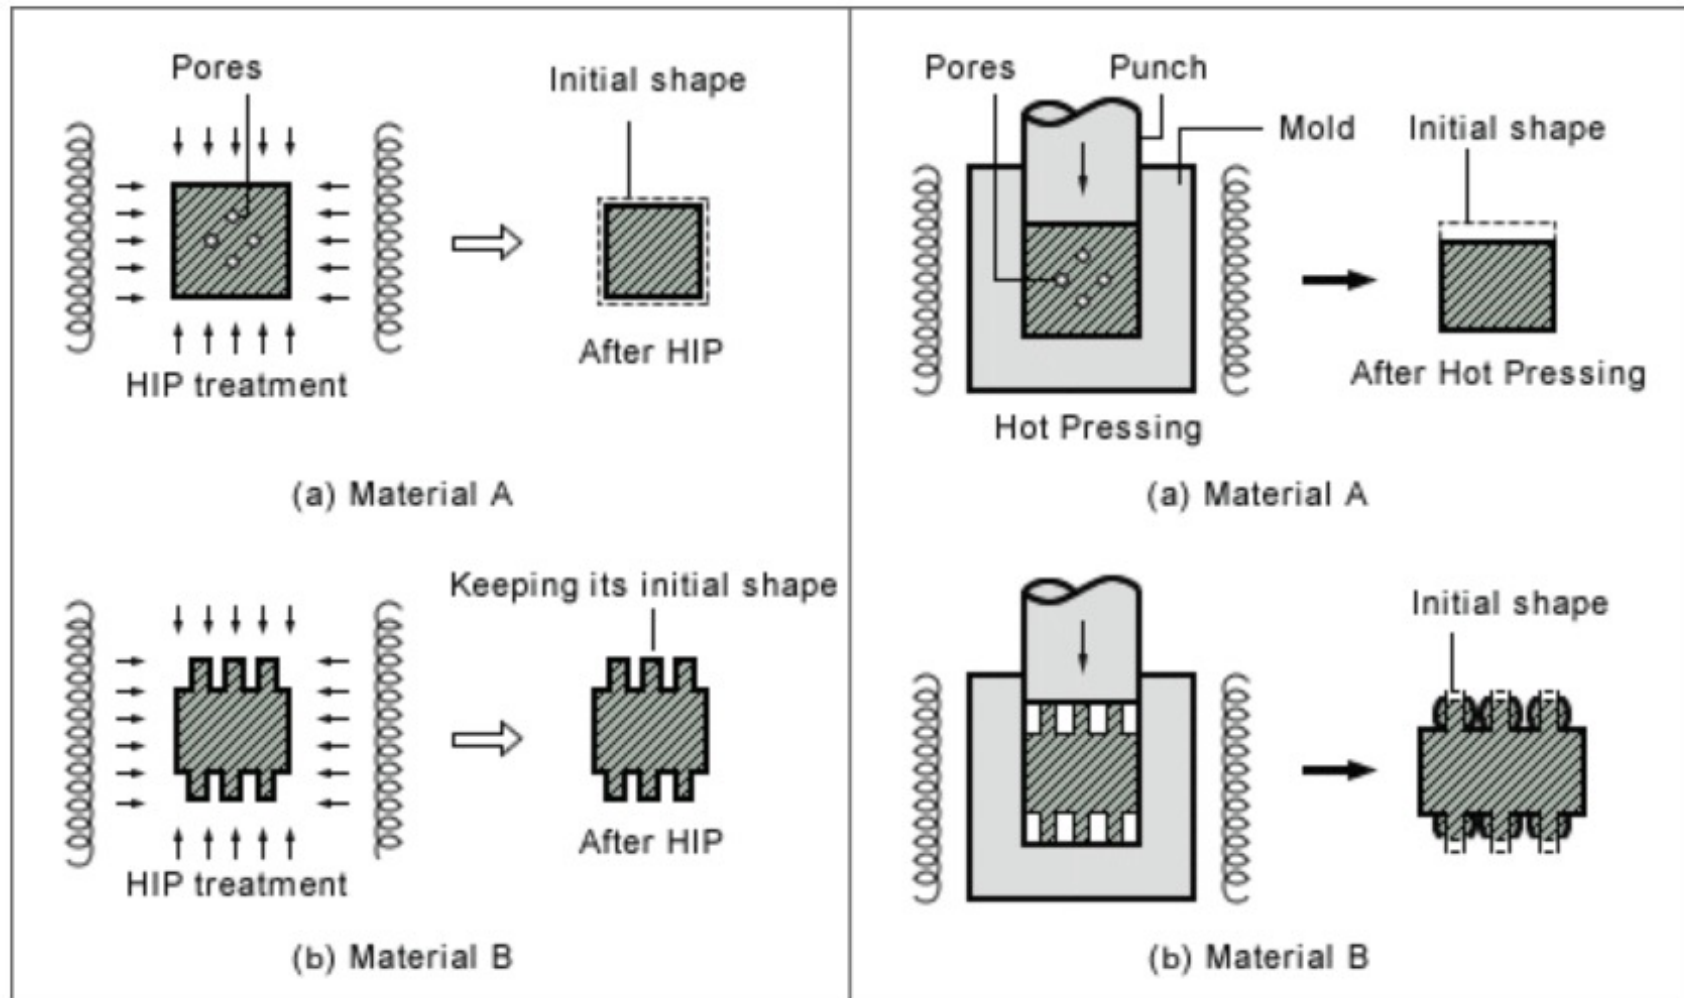 Pores
Initial shape
After HIP
HIP treatment
(a) Material A
Keeping its initial shape
After HIP
HIP treatment
(b) Material B
Pores
Punch
Mold
Initial shape
After Hot Pressing
Hot Pressing
(a) Material A
Initial shape
(b) Material B